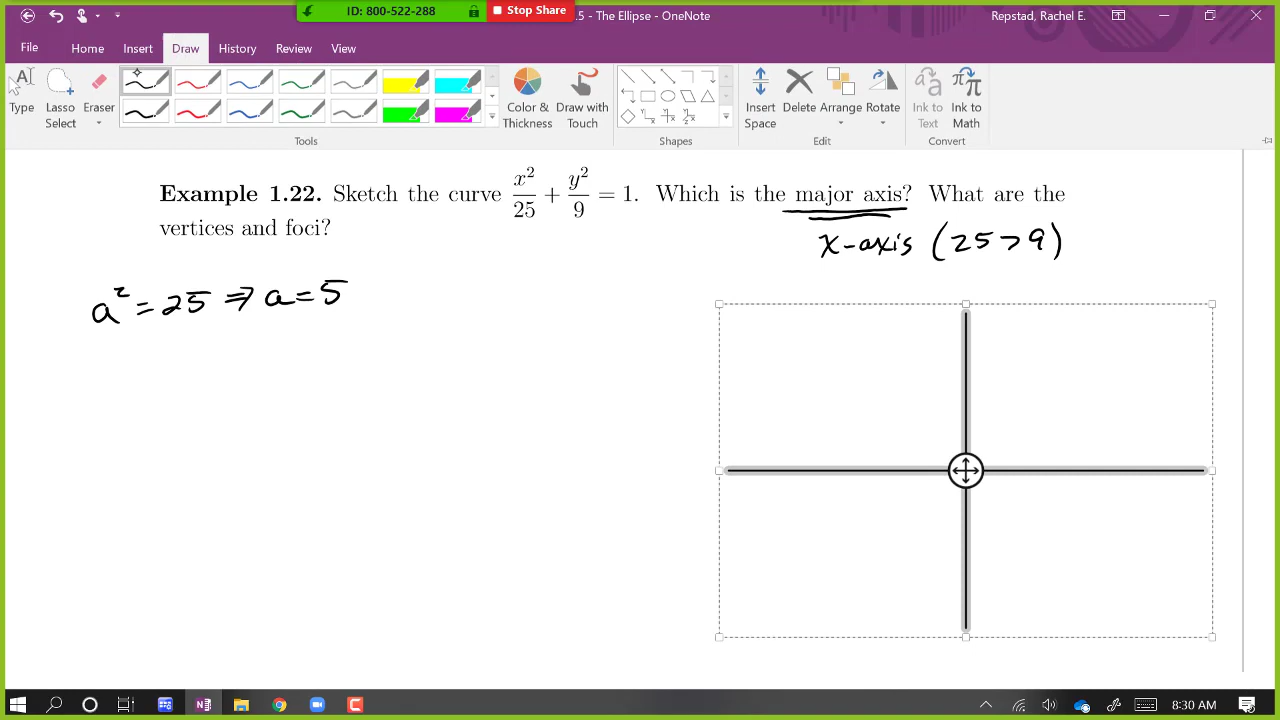 ID: 800-522-288 Stop Share
5 - The Ellipse - OneNote
Repstad, Rachel E.
File Home Insert Draw History Review View
Type
Lasso Select
Eraser
Color & Thickness
Draw with Touch
Insert Space
Delete
Arrange
Rotate
Ink to Text
Ink to Math
Tools Shapes Edit Convert
Example 1.22. Sketch the curve x²/25 + y²/9 = 1. Which is the major axis? What are the
vertices and foci?
x-axis (25>9)
a² = 25 ⇒ a = 5
8:30 AM